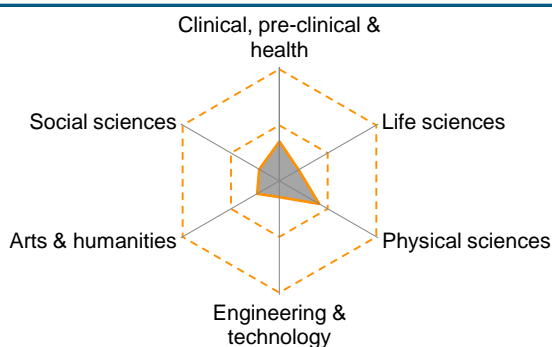 Clinical, pre-clinical &
health
Social sciences
Life sciences
Arts & humanities
Physical sciences
Engineering &
technology